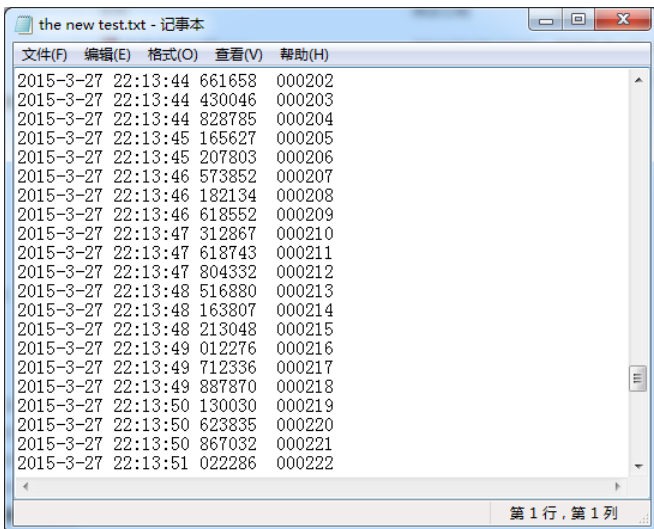 the new test.txt - 记事本
文件(F) 编辑(E) 格式(O) 查看(V) 帮助(H)
2015-3-27 22:13:44 661658 000202
2015-3-27 22:13:44 430046 000203
2015-3-27 22:13:44 828785 000204
2015-3-27 22:13:45 165627 000205
2015-3-27 22:13:45 207803 000206
2015-3-27 22:13:46 573852 000207
2015-3-27 22:13:46 182134 000208
2015-3-27 22:13:46 618552 000209
2015-3-27 22:13:47 312867 000210
2015-3-27 22:13:47 618743 000211
2015-3-27 22:13:47 804332 000212
2015-3-27 22:13:48 516880 000213
2015-3-27 22:13:48 163807 000214
2015-3-27 22:13:48 213048 000215
2015-3-27 22:13:49 012276 000216
2015-3-27 22:13:49 712336 000217
2015-3-27 22:13:49 887870 000218
2015-3-27 22:13:50 130030 000219
2015-3-27 22:13:50 623835 000220
2015-3-27 22:13:50 867032 000221
2015-3-27 22:13:51 022286 000222
第 1 行，第 1 列